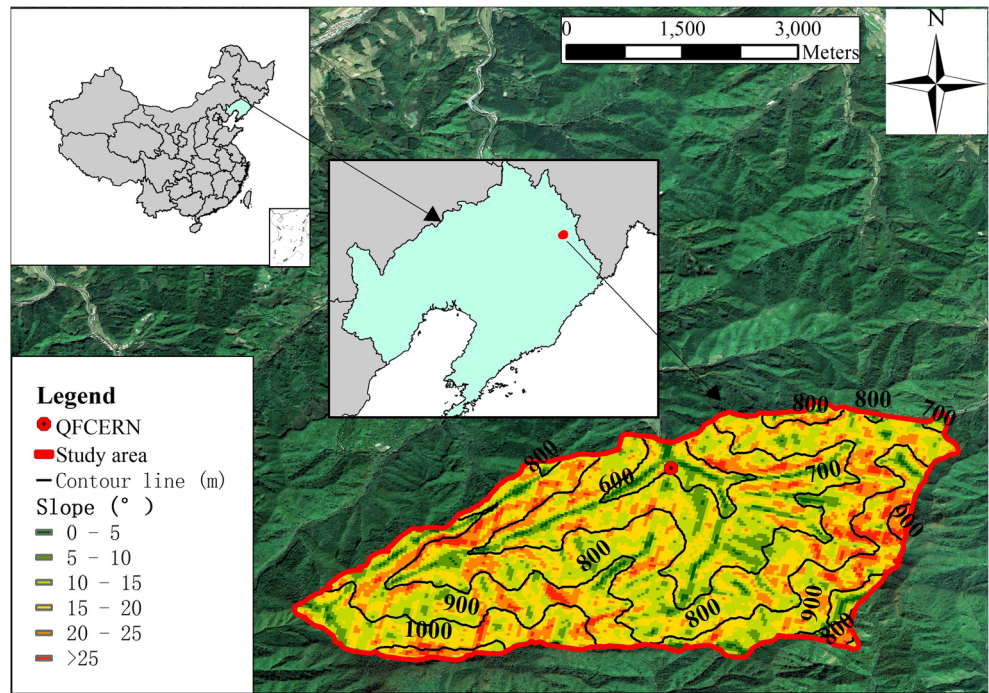 0 1,500 3,000
Meters
N
Legend
QFCERN
Study area
Contour line (m)
Slope (° )
0 - 5
5 - 10
10 - 15
15 - 20
20 - 25
>25
800 800 700
800
600
700
900
800
900
800
900
1000
800